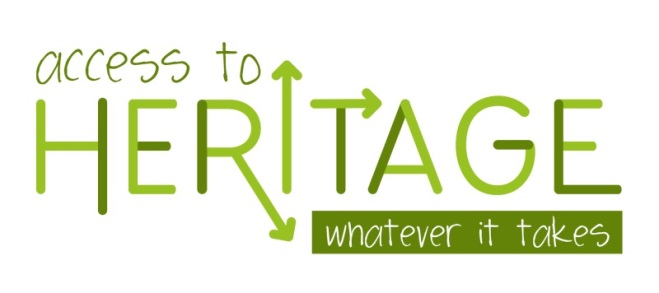 access to
HERITAGE
whatever it takes